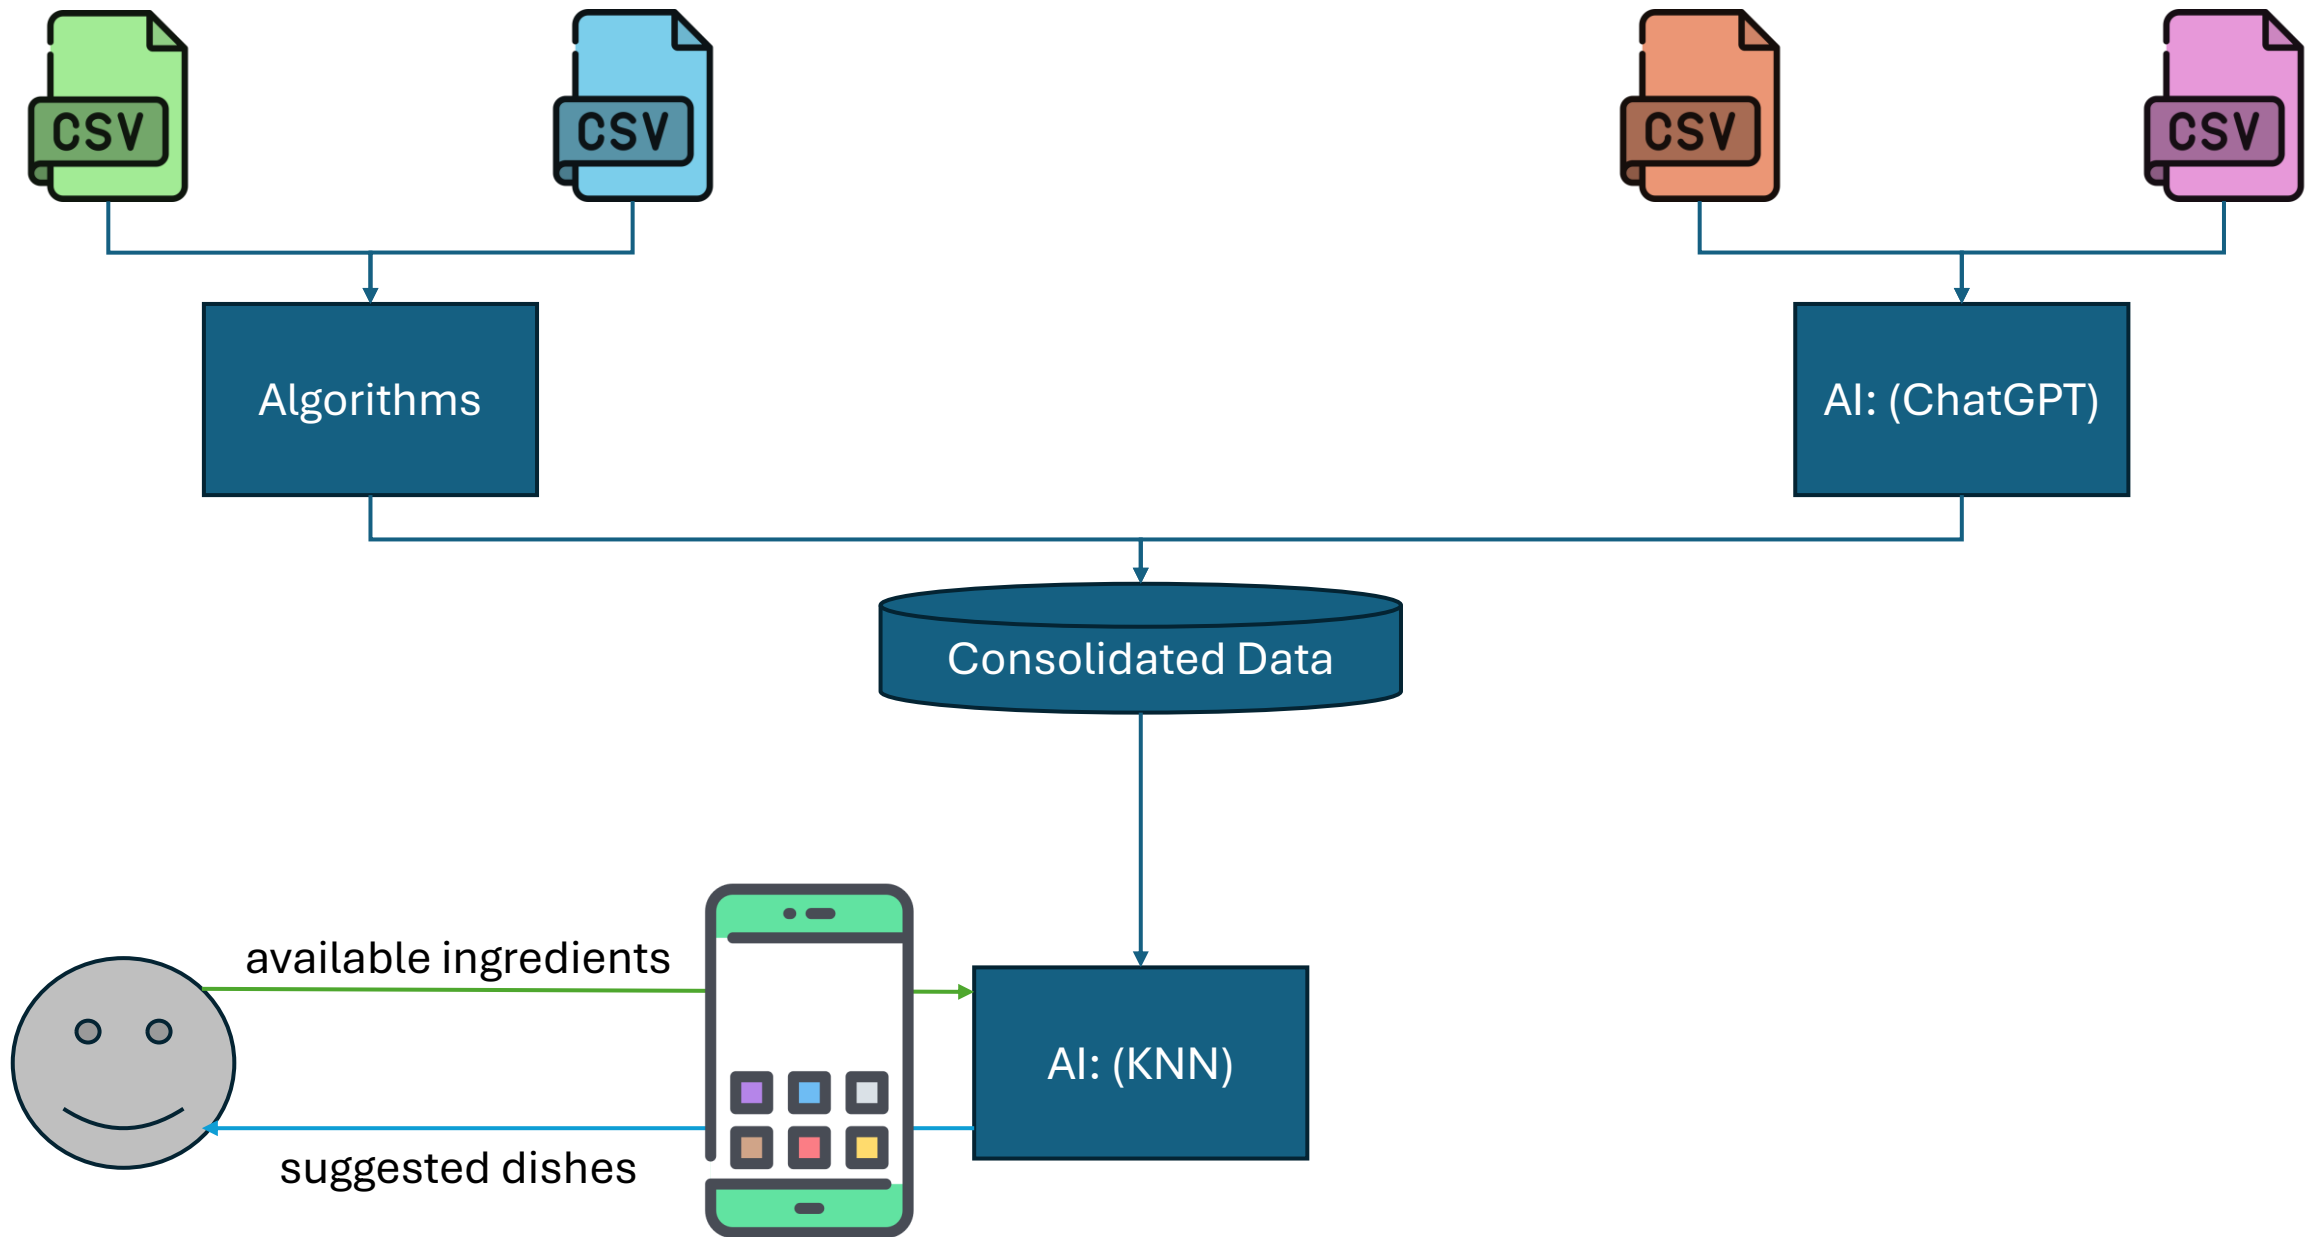 CSV
CSV
CSV
CSV
Algorithms
AI: (ChatGPT)
Consolidated Data
available ingredients
AI: (KNN)
suggested dishes